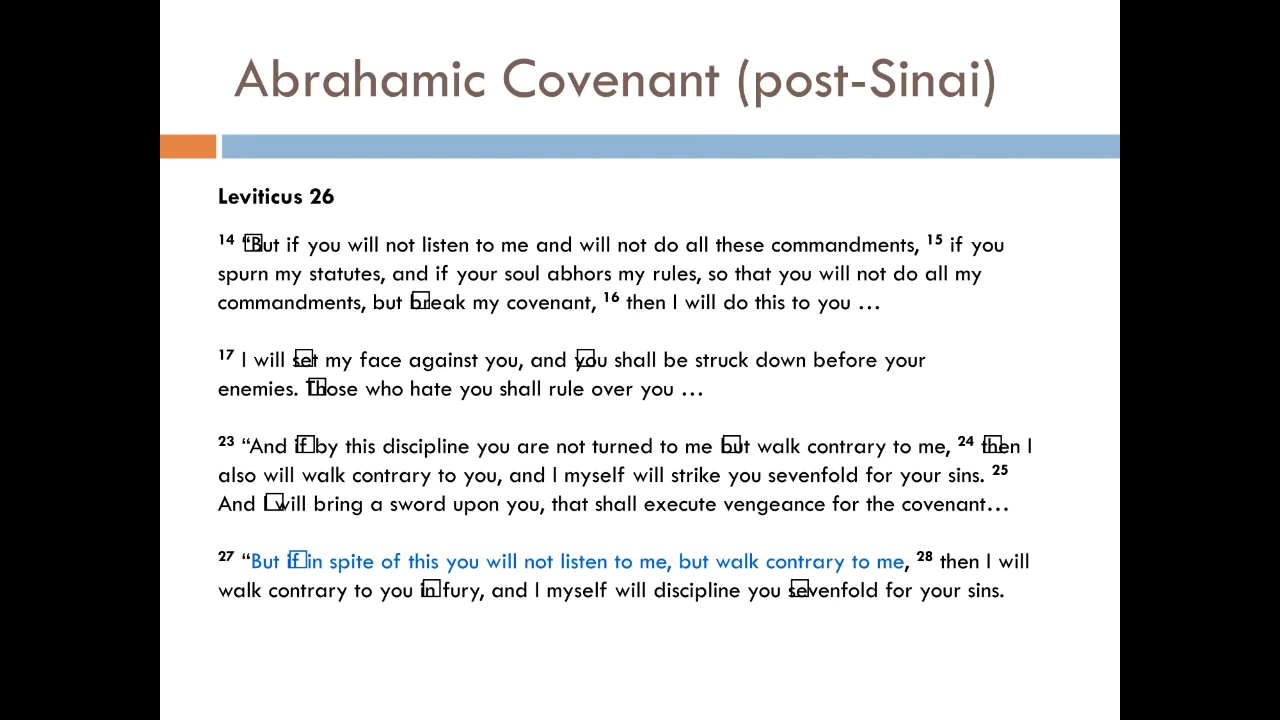 Abrahamic Covenant (post-Sinai)
Leviticus 26
14 “But if you will not listen to me and will not do all these commandments, 15 if you
spurn my statutes, and if your soul abhors my rules, so that you will not do all my
commandments, but break my covenant, 16 then I will do this to you …
17 I will set my face against you, and you shall be struck down before your
enemies. Those who hate you shall rule over you …
23 “And if by this discipline you are not turned to me but walk contrary to me, 24 then I
also will walk contrary to you, and I myself will strike you sevenfold for your sins. 25
And I will bring a sword upon you, that shall execute vengeance for the covenant…
27 “But if in spite of this you will not listen to me, but walk contrary to me, 28 then I will
walk contrary to you in fury, and I myself will discipline you sevenfold for your sins.